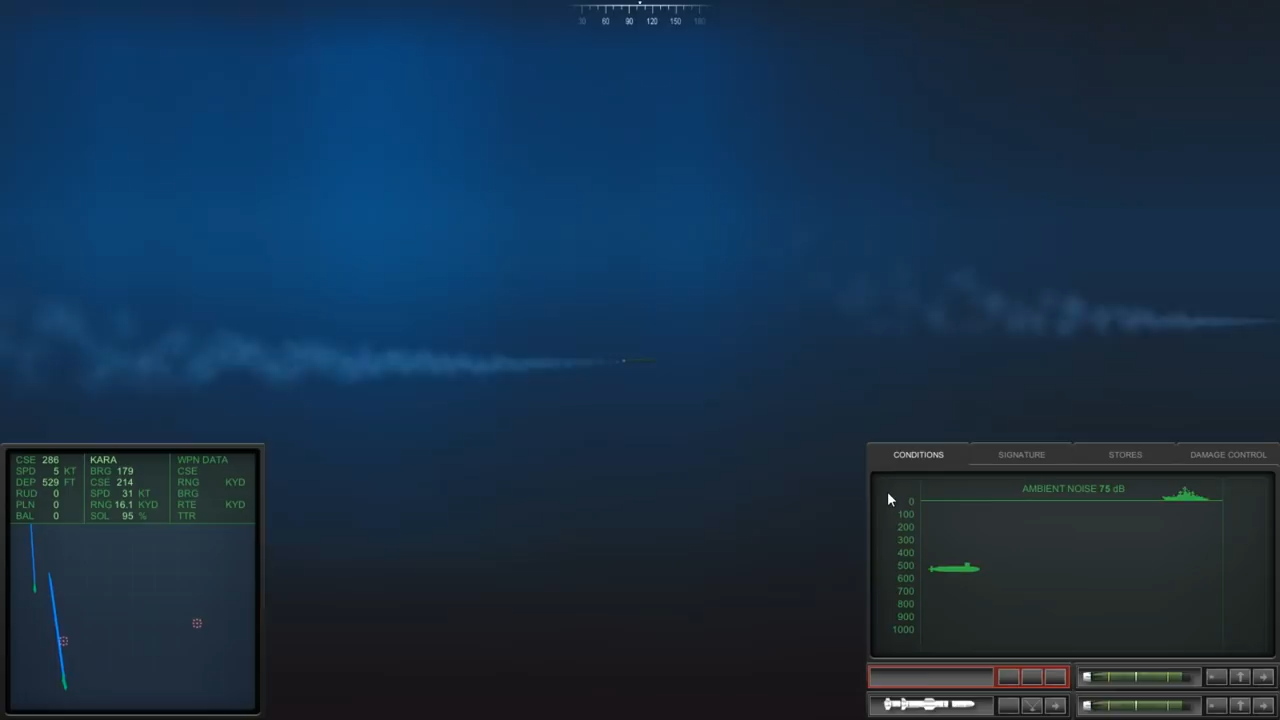 30 60 90 120 150 180
CSE 286
SPD 5 KT
DEP 529 FT
RUD 0
PLN 0
BAL 0
KARA
BRG 179
CSE 214
SPD 31 KT
RNG 16.1 KYD
SOL 95 %
WPN DATA
CSE
RNG KYD
BRG
RTE KYD
TTR
CONDITIONS SIGNATURE STORES DAMAGE CONTROL
AMBIENT NOISE 75 dB
0
100
200
300
400
500
600
700
800
900
1000